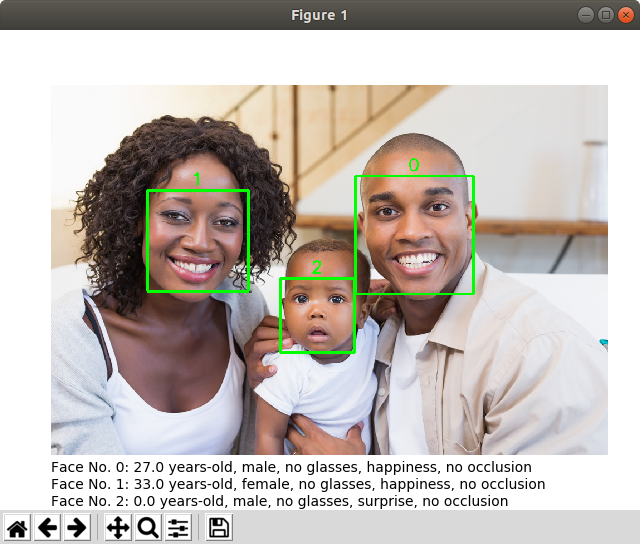 Figure 1
0
1
2
Face No. 0: 27.0 years-old, male, no glasses, happiness, no occlusion
Face No. 1: 33.0 years-old, female, no glasses, happiness, no occlusion
Face No. 2: 0.0 years-old, male, no glasses, surprise, no occlusion